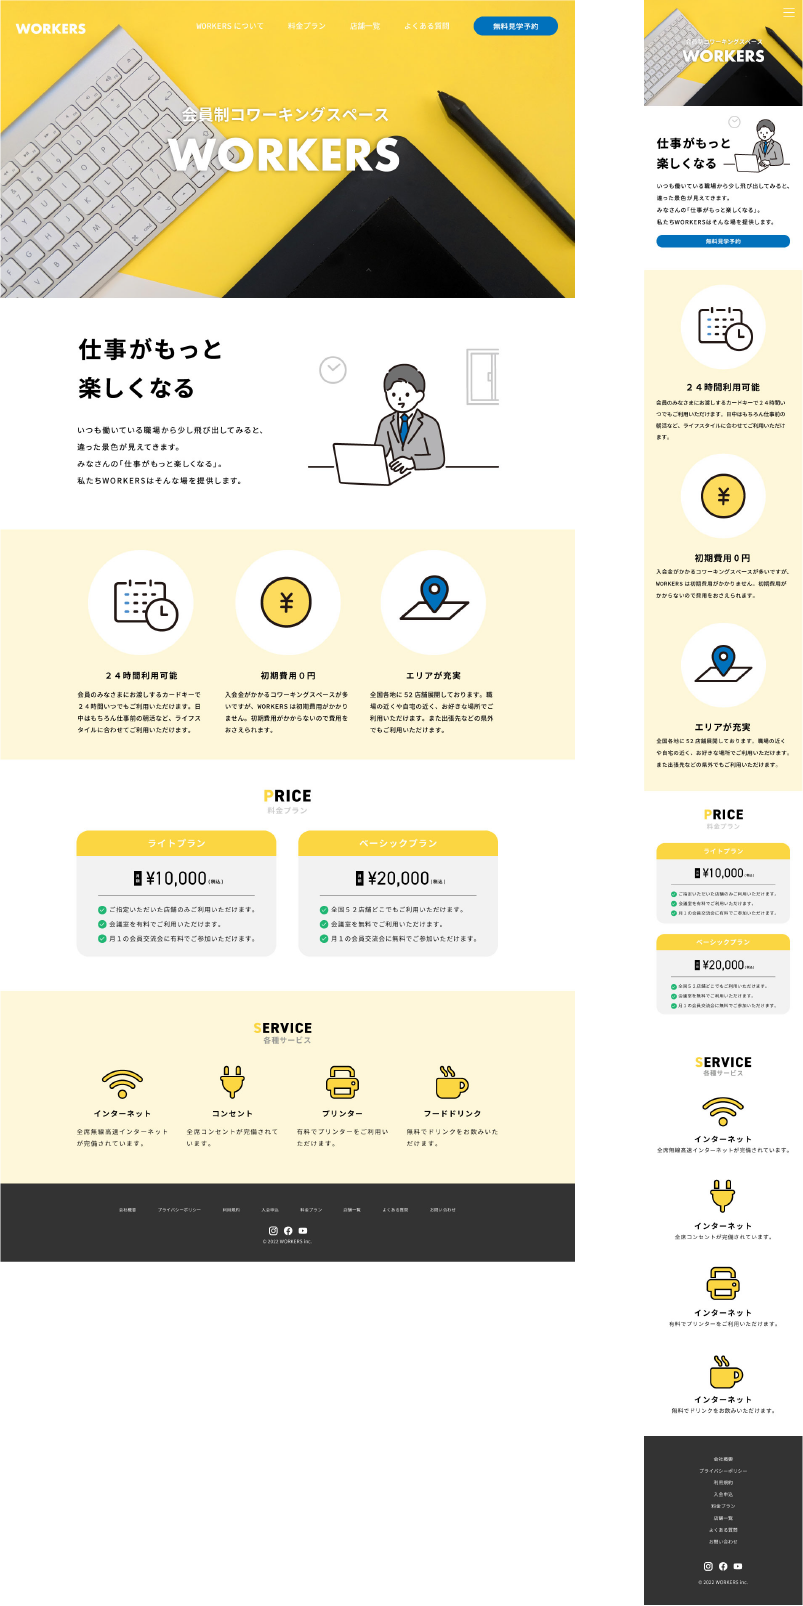 WORKERS
WORKERS について
料金プラン
店舗一覧
よくある質問
無料見学予約
会員制コワーキングスペース
WORKERS
仕事がもっと
楽しくなる
いつも働いている職場から少し飛び出してみると、
違った景色が見えてきます。
みなさんの「仕事がもっと楽しくなる」。
私たちWORKERSはそんな場を提供します。
２４時間利用可能
会員のみなさまにお渡しするカードキーで
２４時間いつでもご利用いただけます。日
中はもちろん仕事前の朝活など、ライフス
タイルに合わせてご利用いただけます。
初期費用０円
入会金がかかるコワーキングスペースが多
いですが、WORKERS は初期費用がかかり
ません。初期費用がかからないので費用を
おさえられます。
エリアが充実
全国各地に 52 店舗展開しております。職
場の近くや自宅の近く、お好きな場所でご
利用いただけます。また出張先などの県外
でもご利用いただけます。
PRICE
料金プラン
ライトプラン
¥10,000 (税込)
ご指定いただいた店舗のみご利用いただけます。
会議室を有料でご利用いただけます。
月１の会員交流会に有料でご参加いただけます。
ベーシックプラン
¥20,000 (税込)
全国５２店舗どこでもご利用いただけます。
会議室を無料でご利用いただけます。
月１の会員交流会に無料でご参加いただけます。
SERVICE
各種サービス
インターネット
全席無線高速インターネット
が完備されています。
コンセント
全席コンセントが完備されて
います。
プリンター
有料でプリンターをご利用い
ただけます。
フードドリンク
無料でドリンクをお飲みいた
だけます。
会社概要
プライバシーポリシー
利用規約
入会申込
料金プラン
店舗一覧
よくある質問
お問い合わせ
© 2022 WORKERS Inc.
会員制コワーキングスペース
WORKERS
仕事がもっと
楽しくなる
いつも働いている職場から少し飛び出してみると、
違った景色が見えてきます。
みなさんの「仕事がもっと楽しくなる」。
私たちWORKERSはそんな場を提供します。
無料見学予約
２４時間利用可能
会員のみなさまにお渡しするカードキーで２４時間い
つでもご利用いただけます。日中はもちろん仕事前の
朝活など、ライフスタイルに合わせてご利用いただけ
ます。
初期費用０円
入会金がかかるコワーキングスペースが多いですが、
WORKERS は初期費用がかかりません。初期費用が
かからないので費用をおさえられます。
エリアが充実
全国各地に 52 店舗展開しております。職場の近く
や自宅の近く、お好きな場所でご利用いただけます。
また出張先などの県外でもご利用いただけます。
PRICE
料金プラン
ライトプラン
¥10,000 (税込)
ご指定いただいた店舗のみご利用いただけます。
会議室を有料でご利用いただけます。
月１の会員交流会に有料でご参加いただけます。
ベーシックプラン
¥20,000 (税込)
全国５２店舗どこでもご利用いただけます。
会議室を無料でご利用いただけます。
月１の会員交流会に無料でご参加いただけます。
SERVICE
各種サービス
インターネット
全席無線高速インターネットが完備されています。
インターネット
全席コンセントが完備されています。
インターネット
有料でプリンターをご利用いただけます。
インターネット
無料でドリンクをお飲みいただけます。
会社概要
プライバシーポリシー
利用規約
入会申込
料金プラン
店舗一覧
よくある質問
お問い合わせ
© 2022 WORKERS Inc.